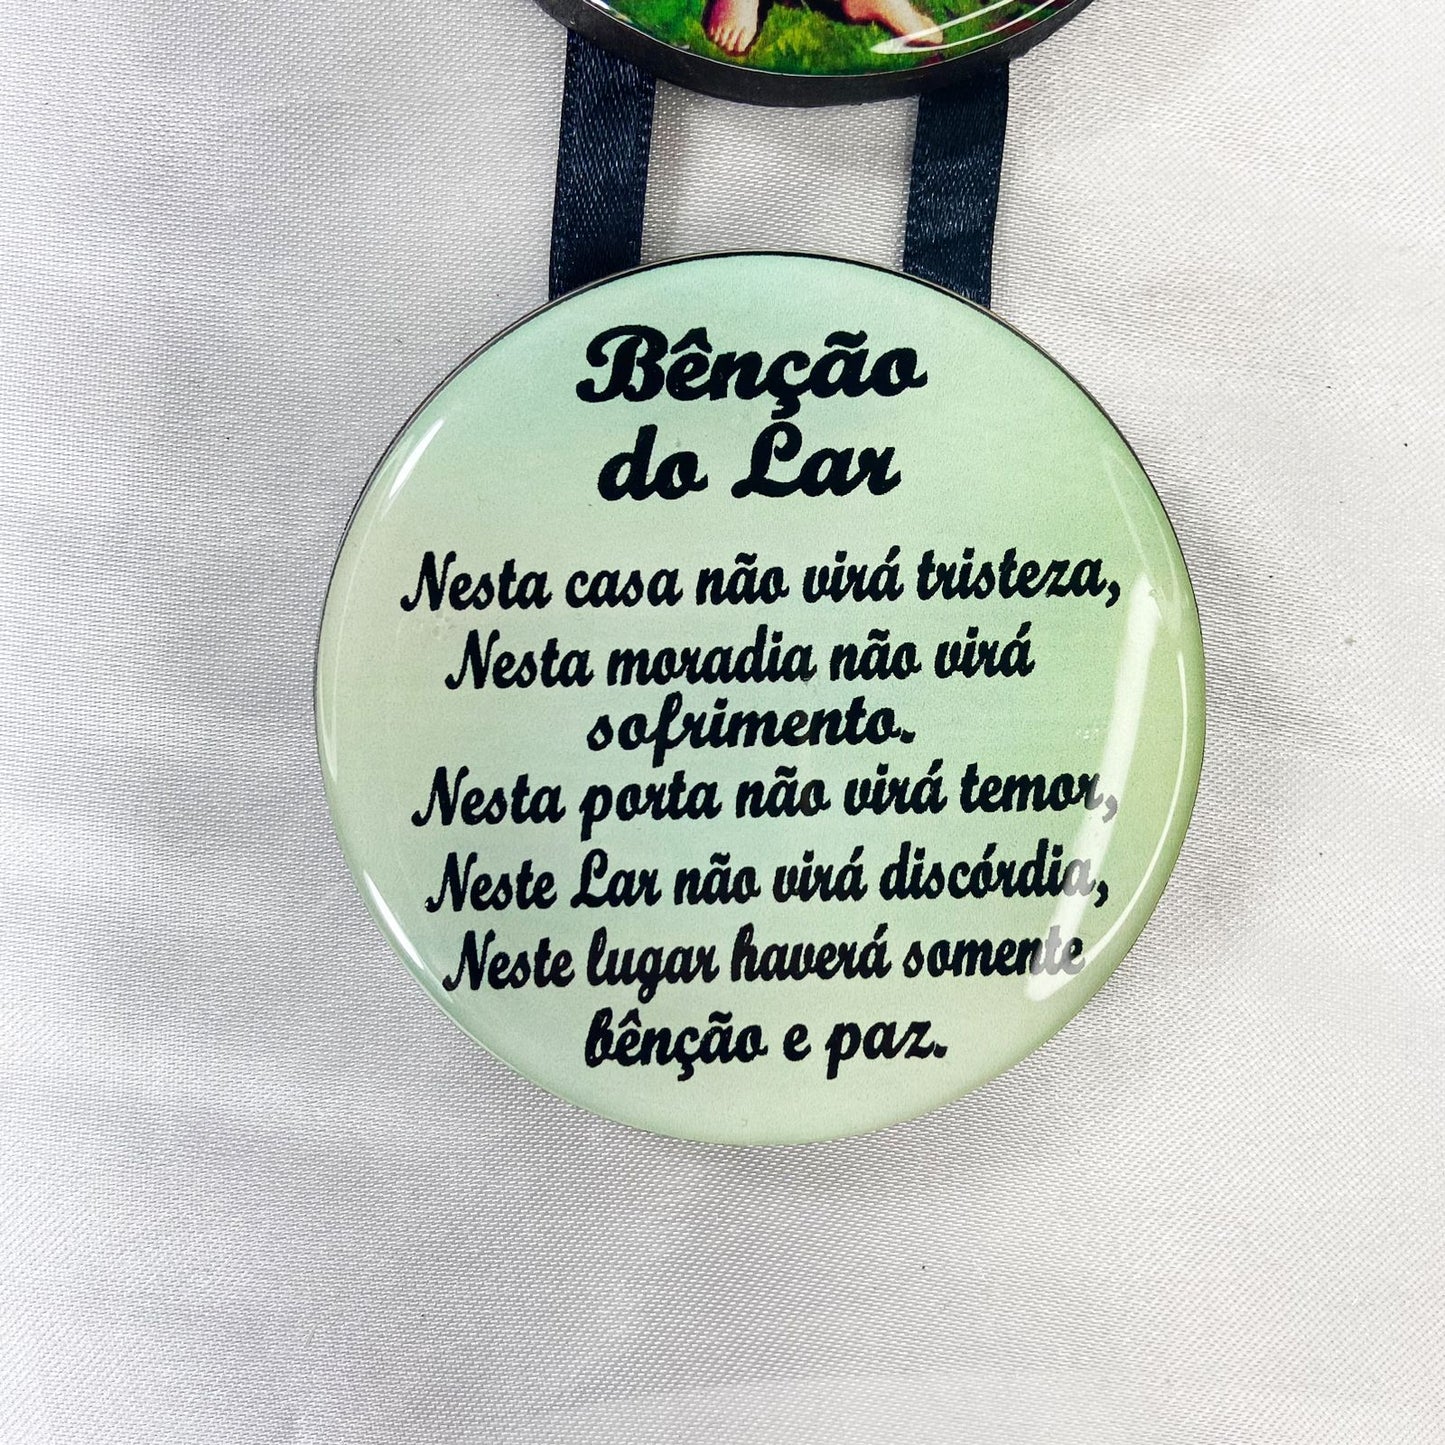 Bênção
do Lar
Nesta casa não virá tristeza,
Nesta moradia não virá
sofrimento.
Nesta porta não virá temor,
Neste Lar não virá discórdia,
Neste lugar haverá somente
bênção e paz.